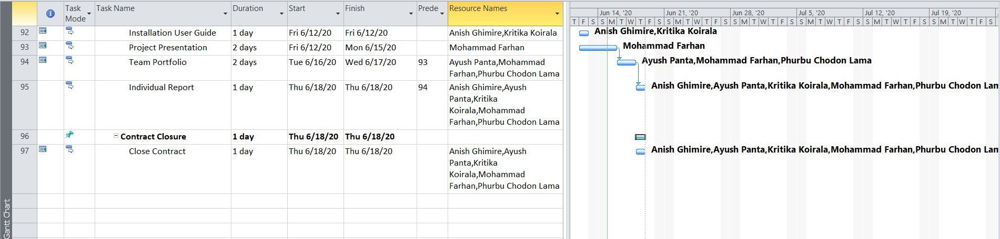 Task Mode Task Name Duration Start Finish Prede Resource Names
Jun 14, '20 Jun 21, '20 Jun 28, '20 Jul 5, '20 Jul 12, '20 Jul 19, '20
T F S S M T W T F S S M T W T F S S M T W T F S S M T W T F S S M T W T F S S M T W T F S
92 Installation User Guide 1 day Fri 6/12/20 Fri 6/12/20 Anish Ghimire,Kritika Koirala
Anish Ghimire,Kritika Koirala
93 Project Presentation 2 days Fri 6/12/20 Mon 6/15/20 Mohammad Farhan
Mohammad Farhan
94 Team Portfolio 2 days Tue 6/16/20 Wed 6/17/20 93 Ayush Panta,Mohammad
Farhan,Phurbu Chodon Lama
Ayush Panta,Mohammad Farhan,Phurbu Chodon Lama
95 Individual Report 1 day Thu 6/18/20 Thu 6/18/20 94 Anish Ghimire,Ayush
Panta,Kritika
Koirala,Mohammad
Farhan,Phurbu Chodon Lama
Anish Ghimire,Ayush Panta,Kritika Koirala,Mohammad Farhan,Phurbu Chodon Lam
96 Contract Closure 1 day Thu 6/18/20 Thu 6/18/20
97 Close Contract 1 day Thu 6/18/20 Thu 6/18/20 Anish Ghimire,Ayush
Panta,Kritika
Koirala,Mohammad
Farhan,Phurbu Chodon Lama
Anish Ghimire,Ayush Panta,Kritika Koirala,Mohammad Farhan,Phurbu Chodon Lam
Gantt Chart